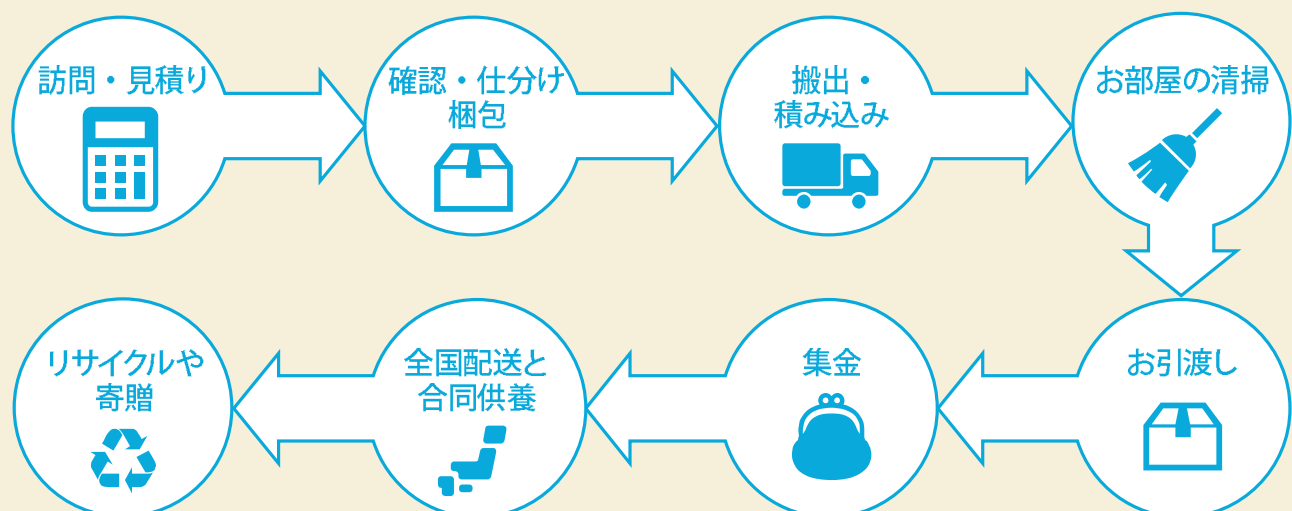 訪問・見積り
確認・仕分け
梱包
搬出・
積み込み
お部屋の清掃
お引渡し
集金
全国配送と
合同供養
リサイクルや
寄贈